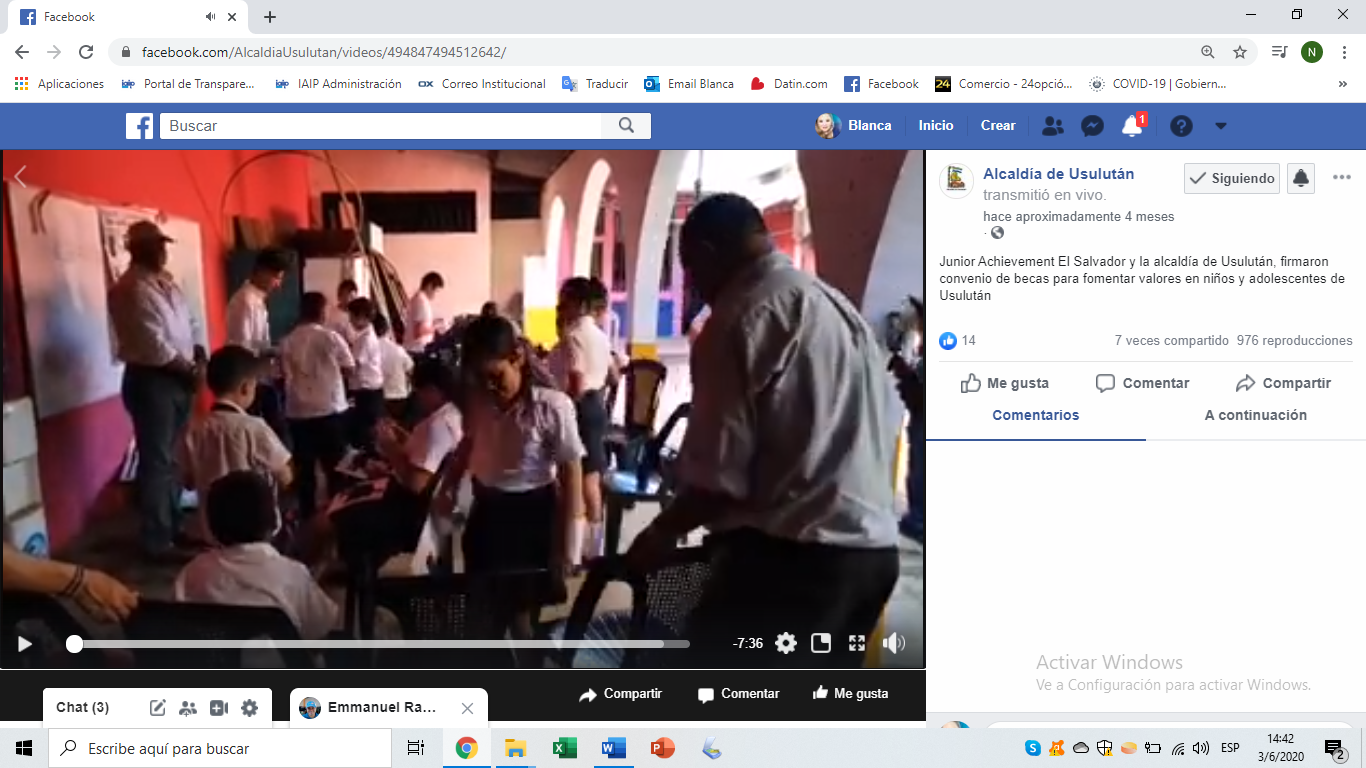 Facebook
facebook.com/AlcaldiaUsulutan/videos/494847494512642/
N
Aplicaciones
Portal de Transpare...
IAIP Administración
Correo Institucional
Traducir
Email Blanca
Datin.com
Facebook
24
Comercio - 24opció...
COVID-19 | Gobiern...
Buscar
Blanca
Inicio
Crear
1
Alcaldía de Usulután
transmitió en vivo.
hace aproximadamente 4 meses
Siguiendo
Junior Achievement El Salvador y la alcaldía de Usulután, firmaron
convenio de becas para fomentar valores en niños y adolescentes de
Usulután
14
7 veces compartido 976 reproducciones
Me gusta
Comentar
Compartir
Comentarios
A continuación
-7:36
Compartir
Comentar
Me gusta
Chat (3)
Emmanuel Ra...
Activar Windows
Ve a Configuración para activar Windows.
Escribe aquí para buscar
ESP
14:42
3/6/2020
2